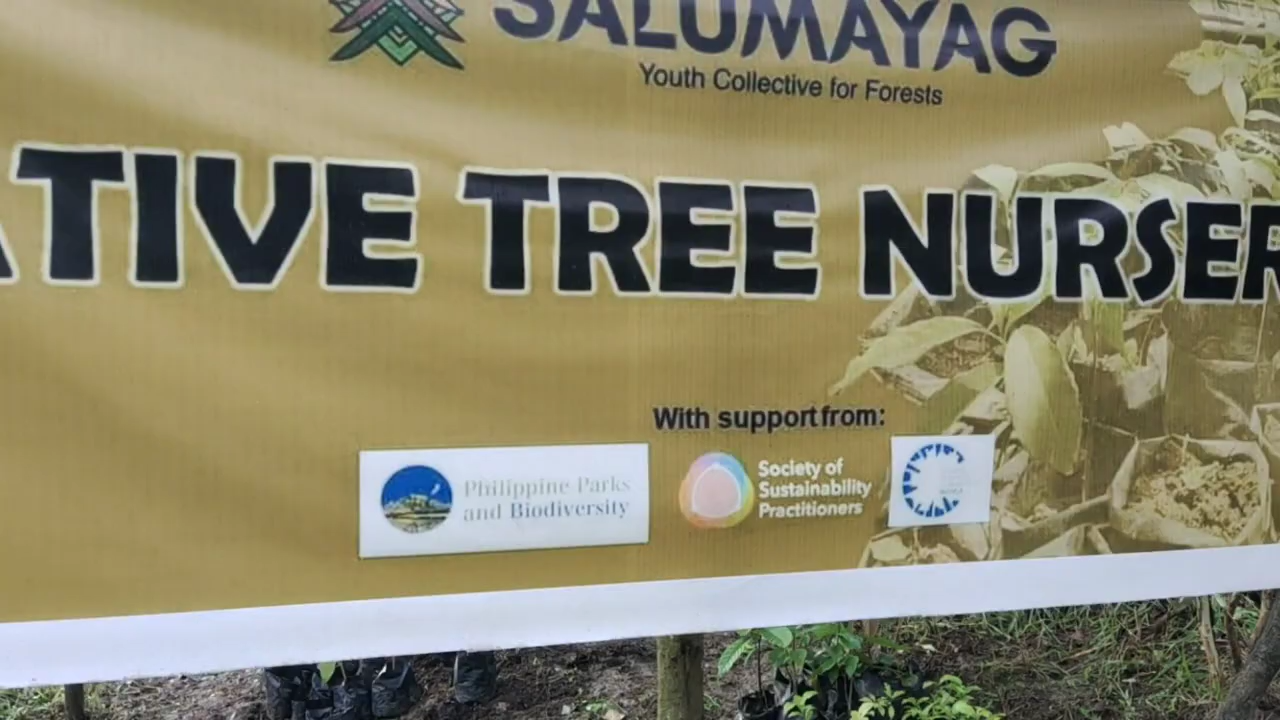 SALUMAYAG
Youth Collective for Forests
ATIVE TREE NURSER
With support from:
Philippine Parks
and Biodiversity
Society of
Sustainability
Practitioners